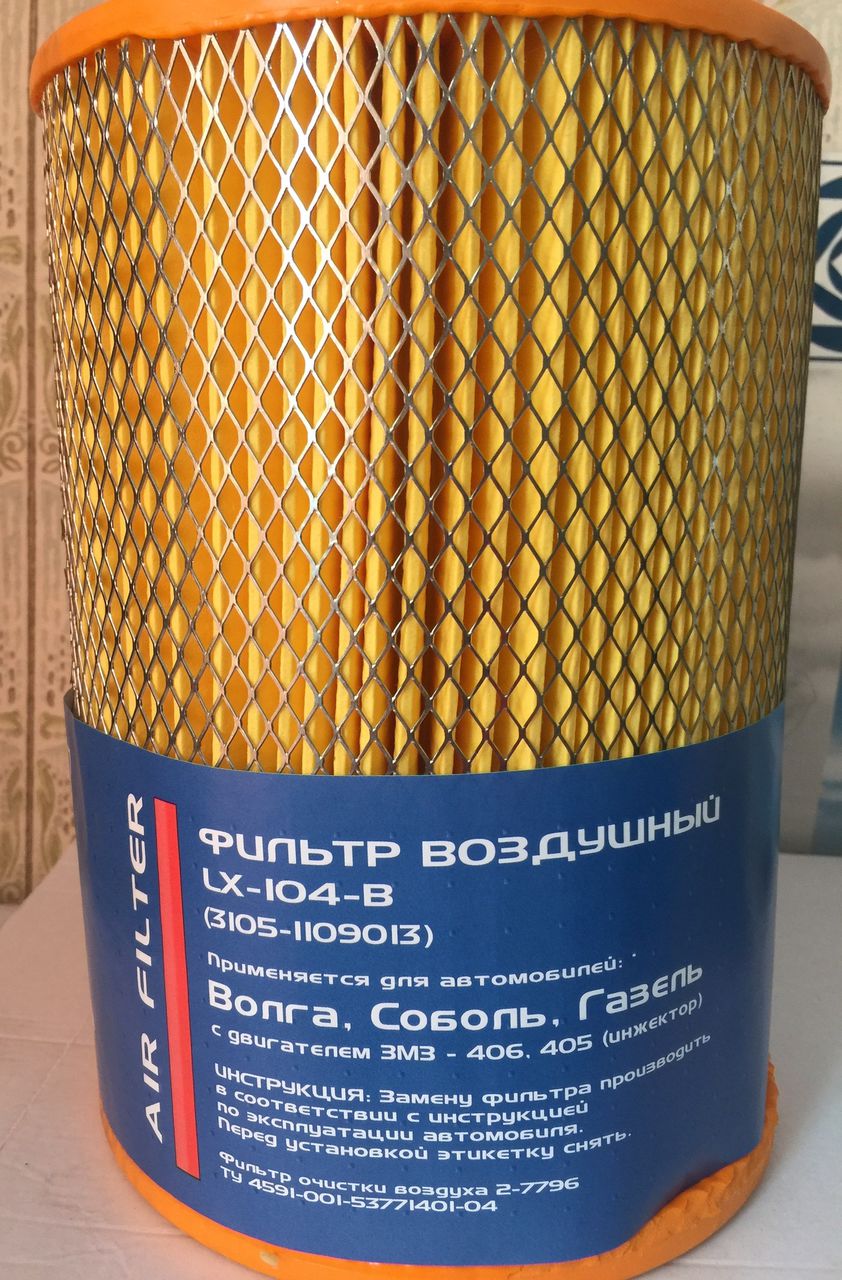 AIR FILTER
ФИЛЬТР ВОЗДУШНЫЙ
LX-104-B
(3105-1109013)
Применяется для автомобилей:
Волга, Соболь, Газель
с двигателем ЗМЗ - 406, 405 (инжектор)
ИНСТРУКЦИЯ: Замену фильтра производить
в соответствии с инструкцией
по эксплуатации автомобиля.
Перед установкой этикетку снять.
Фильтр очистки воздуха 2-7796
ТУ 4591-001-53771401-04